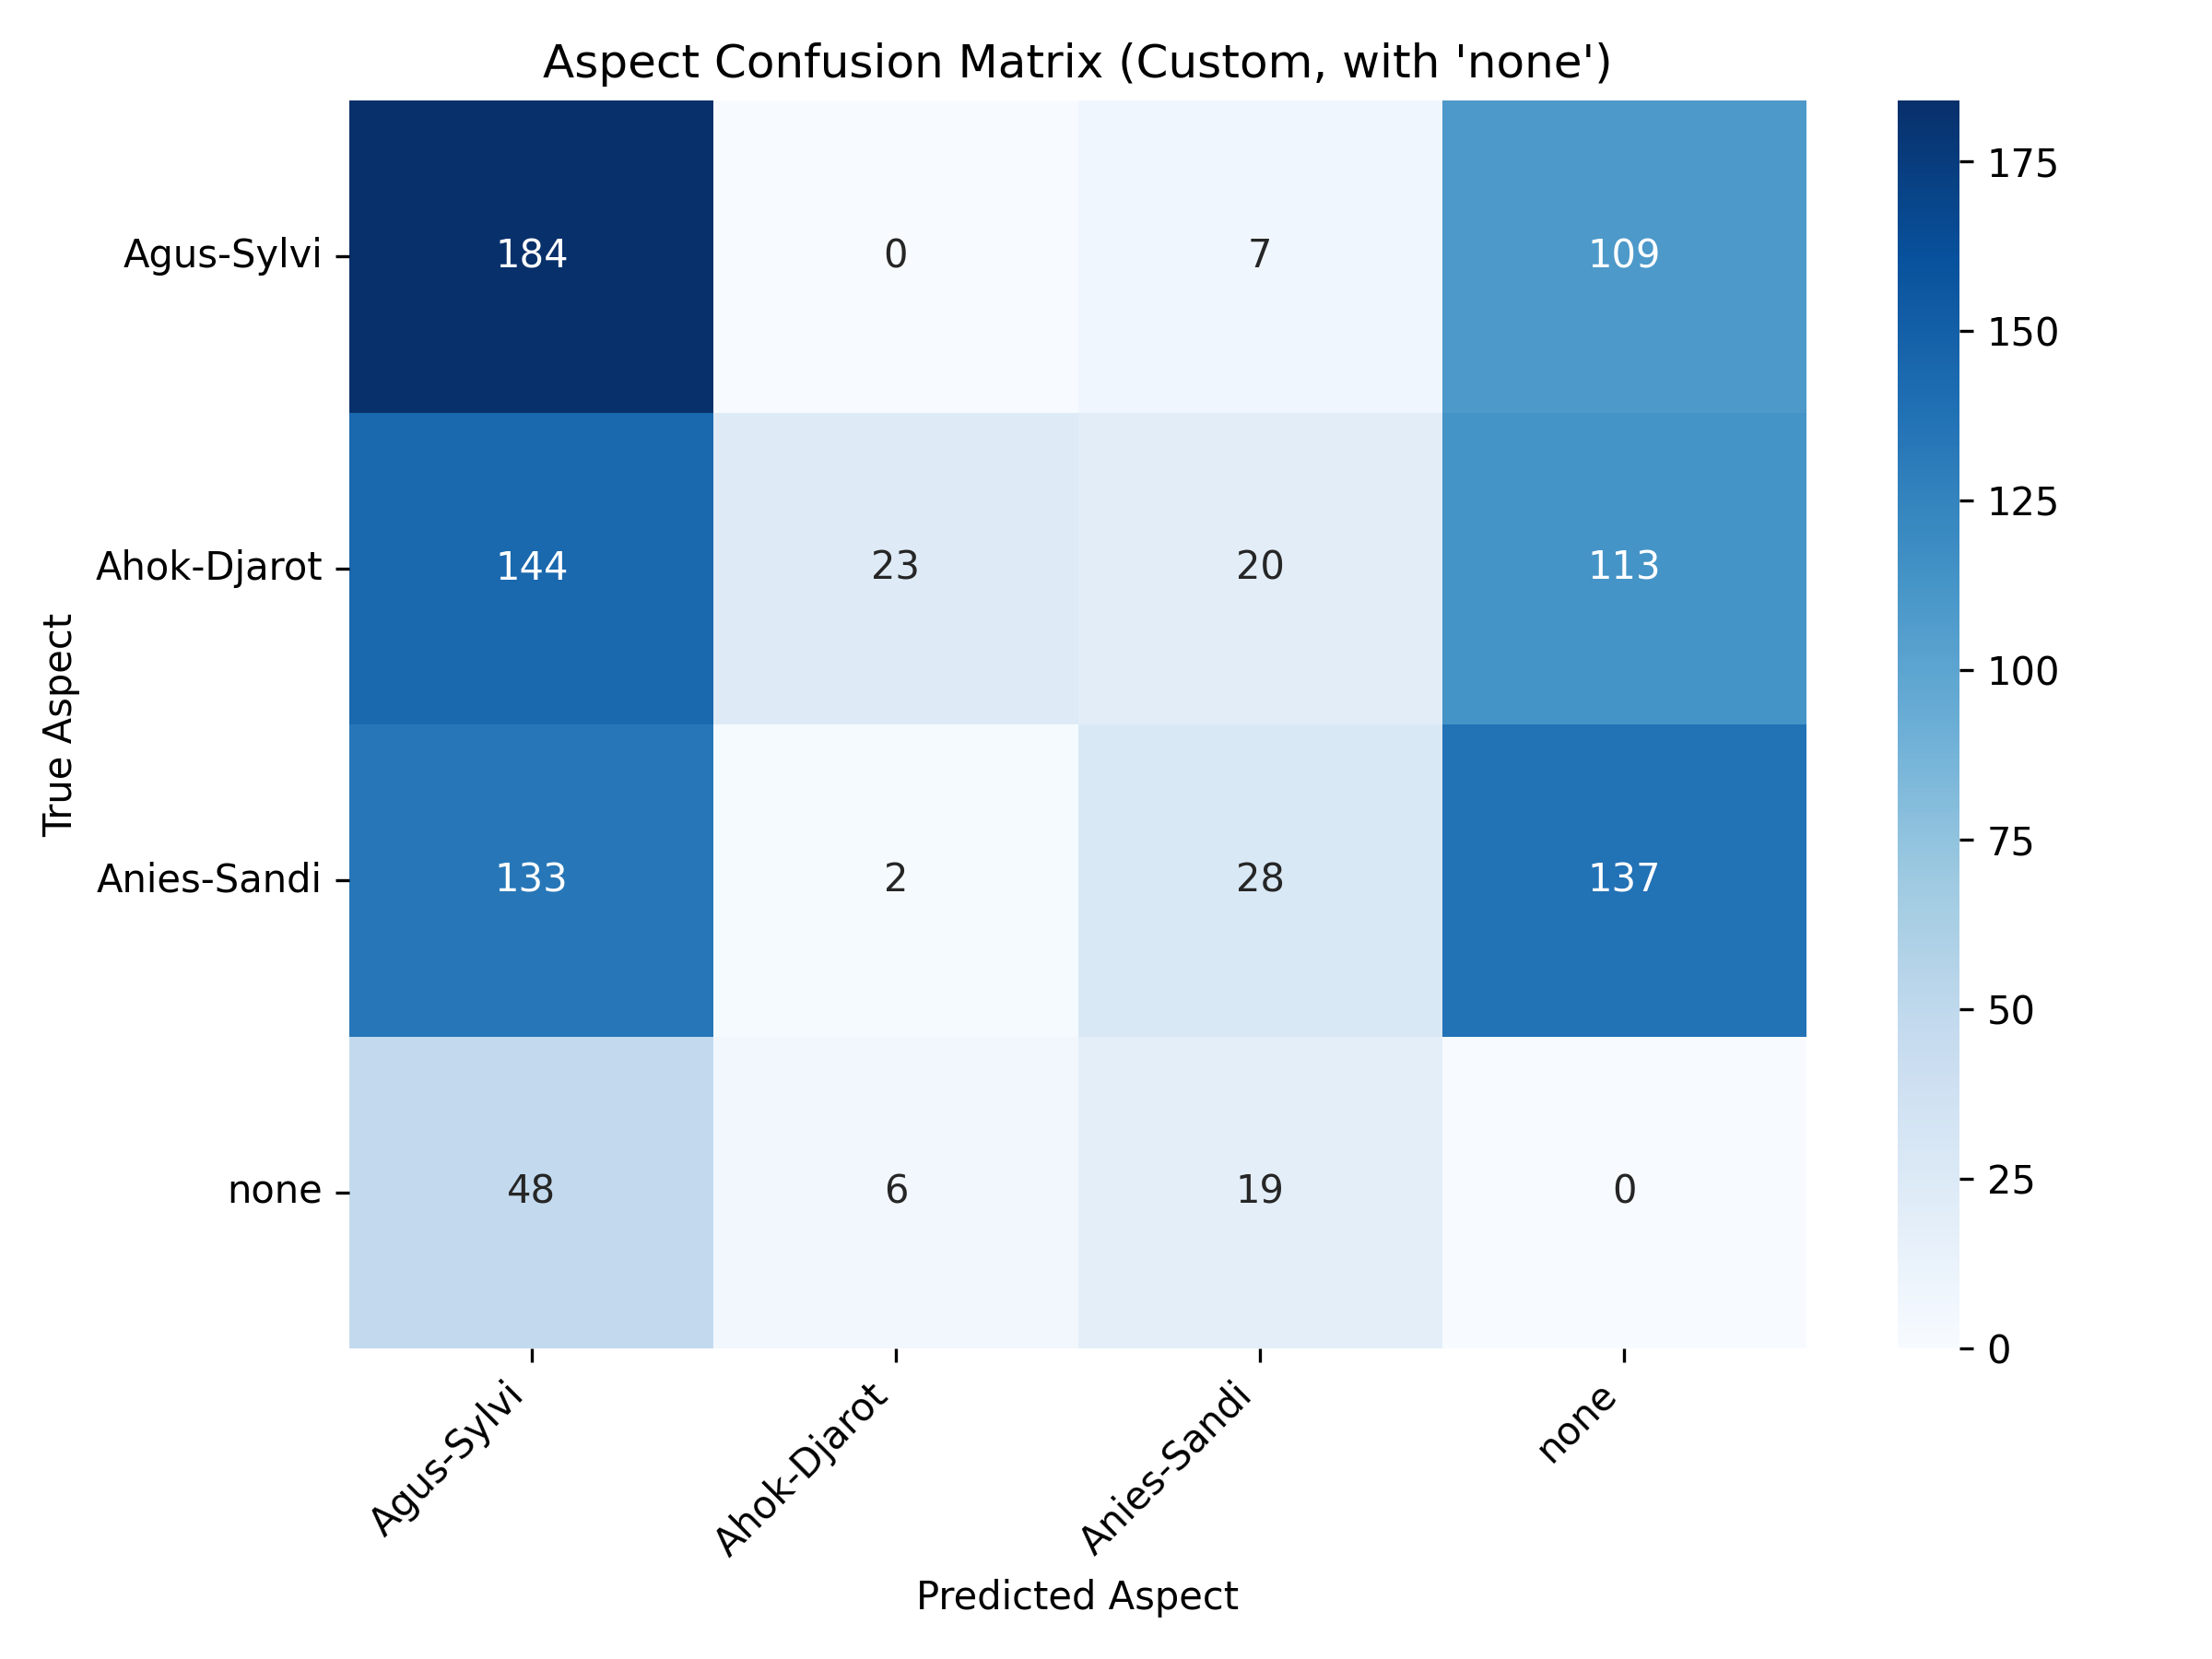 Aspect Confusion Matrix (Custom, with 'none')
True Aspect
Agus-Sylvi 184 0 7 109
Ahok-Djarot 144 23 20 113
Anies-Sandi 133 2 28 137
none 48 6 19 0
Agus-Sylvi Ahok-Djarot Anies-Sandi none
Predicted Aspect
175
150
125
100
75
50
25
0